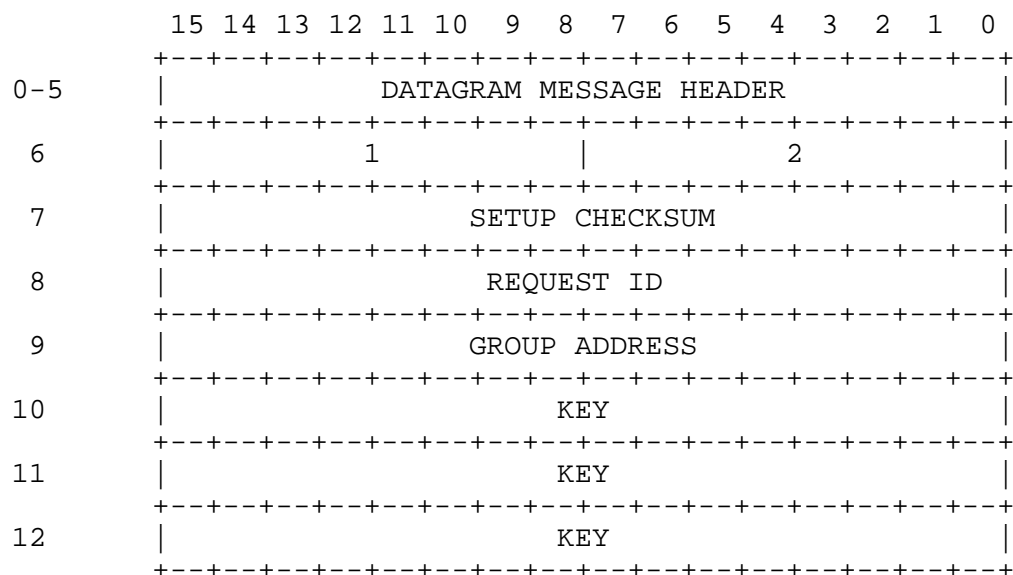 15 14 13 12 11 10 9 8 7 6 5 4 3 2 1 0
+--+--+--+--+--+--+--+--+--+--+--+--+--+--+--+--+
0-5 | DATAGRAM MESSAGE HEADER |
+--+--+--+--+--+--+--+--+--+--+--+--+--+--+--+--+
6 | 1 | 2 |
+--+--+--+--+--+--+--+--+--+--+--+--+--+--+--+--+
7 | SETUP CHECKSUM |
+--+--+--+--+--+--+--+--+--+--+--+--+--+--+--+--+
8 | REQUEST ID |
+--+--+--+--+--+--+--+--+--+--+--+--+--+--+--+--+
9 | GROUP ADDRESS |
+--+--+--+--+--+--+--+--+--+--+--+--+--+--+--+--+
10 | KEY |
+--+--+--+--+--+--+--+--+--+--+--+--+--+--+--+--+
11 | KEY |
+--+--+--+--+--+--+--+--+--+--+--+--+--+--+--+--+
12 | KEY |
+--+--+--+--+--+--+--+--+--+--+--+--+--+--+--+--+